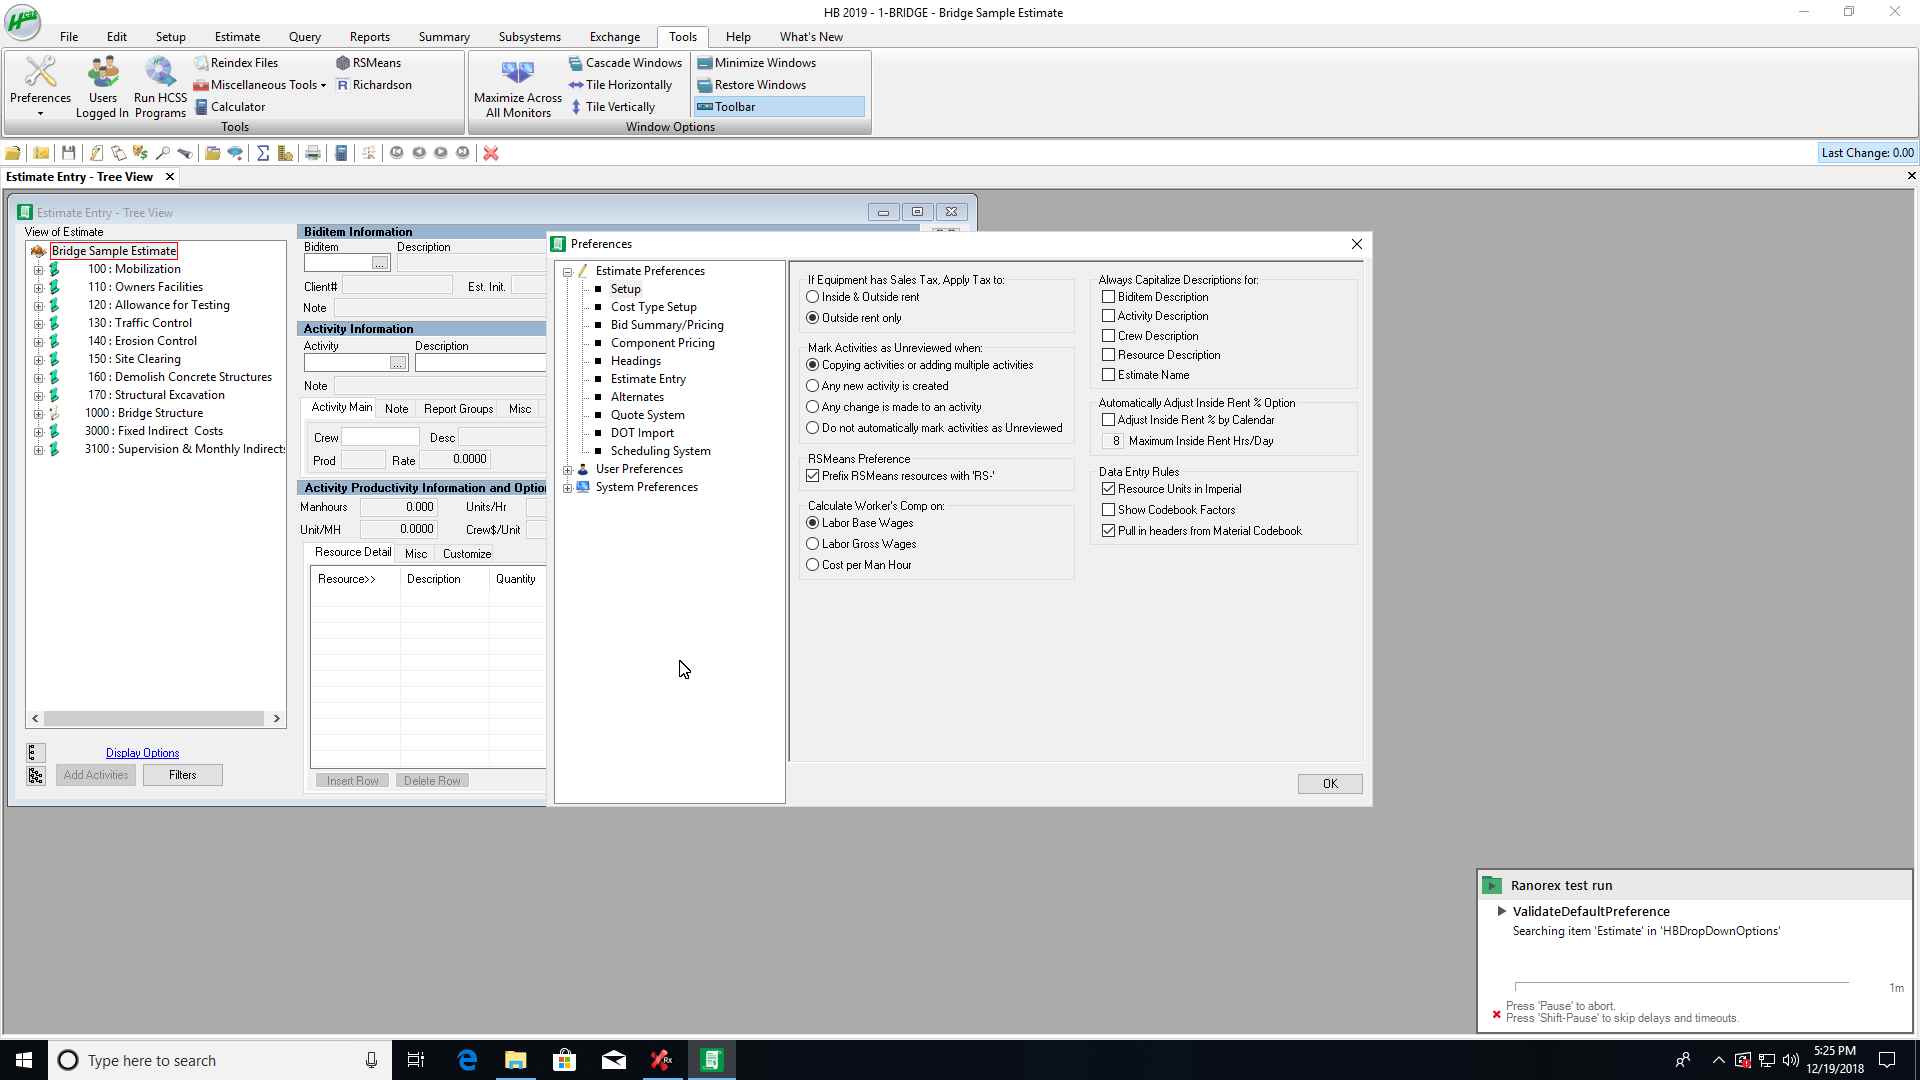 HB 2019 - 1-BRIDGE - Bridge Sample Estimate
File Edit Setup Estimate Query Reports Summary Subsystems Exchange Tools Help What's New
Preferences
Users Logged In
Run HCSS Programs
Reindex Files
Miscellaneous Tools
Calculator
RSMeans
Richardson
Tools
Maximize Across All Monitors
Cascade Windows
Tile Horizontally
Tile Vertically
Minimize Windows
Restore Windows
Toolbar
Window Options
Last Change: 0.00
Estimate Entry - Tree View
Estimate Entry - Tree View
View of Estimate
Bridge Sample Estimate
100 : Mobilization
110 : Owners Facilities
120 : Allowance for Testing
130 : Traffic Control
140 : Erosion Control
150 : Site Clearing
160 : Demolish Concrete Structures
170 : Structural Excavation
1000 : Bridge Structure
3000 : Fixed Indirect Costs
3100 : Supervision & Monthly Indirects
Display Options
Add Activities Filters
Biditem Information
Biditem Description
...
Client# Est. Init.
Note
Activity Information
Activity Description
...
Note
Activity Main Note Report Groups Misc
Crew Desc
Prod Rate 0.0000
Activity Productivity Information and Optio
Manhours 0.000 Units/Hr
Unit/MH 0.0000 Crew$/Unit
Resource Detail Misc Customize
Resource>> Description Quantity
Insert Row Delete Row
Preferences
Estimate Preferences
Setup
Cost Type Setup
Bid Summary/Pricing
Component Pricing
Headings
Estimate Entry
Alternates
Quote System
DOT Import
Scheduling System
User Preferences
System Preferences
If Equipment has Sales Tax, Apply Tax to:
Inside & Outside rent
Outside rent only
Mark Activities as Unreviewed when:
Copying activities or adding multiple activities
Any new activity is created
Any change is made to an activity
Do not automatically mark activities as Unreviewed
RSMeans Preference
Prefix RSMeans resources with 'RS-'
Calculate Worker's Comp on:
Labor Base Wages
Labor Gross Wages
Cost per Man Hour
Always Capitalize Descriptions for:
Biditem Description
Activity Description
Crew Description
Resource Description
Estimate Name
Automatically Adjust Inside Rent % Option
Adjust Inside Rent % by Calendar
8 Maximum Inside Rent Hrs/Day
Data Entry Rules
Resource Units in Imperial
Show Codebook Factors
Pull in headers from Material Codebook
OK
Ranorex test run
ValidateDefaultPreference
Searching item 'Estimate' in 'HBDropDownOptions'
1m
Press 'Pause' to abort.
Press 'Shift-Pause' to skip delays and timeouts.
Type here to search
5:25 PM
12/19/2018